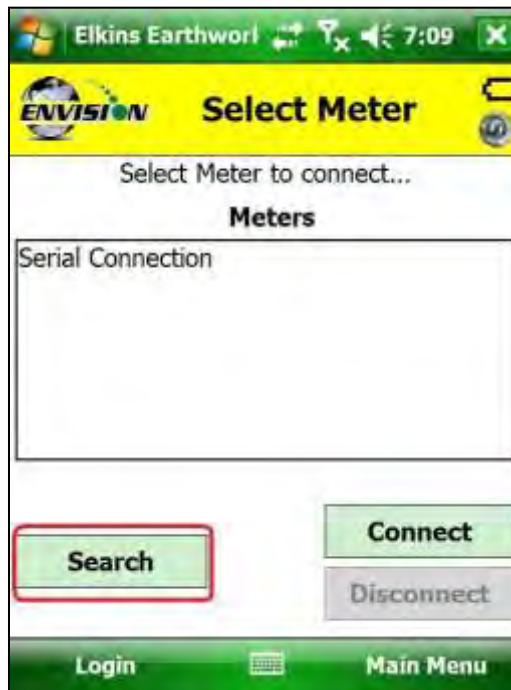 Elkins Earthworl 7:09
ENVISION Select Meter
Select Meter to connect...
Meters
Serial Connection
Connect
Search
Disconnect
Login Main Menu